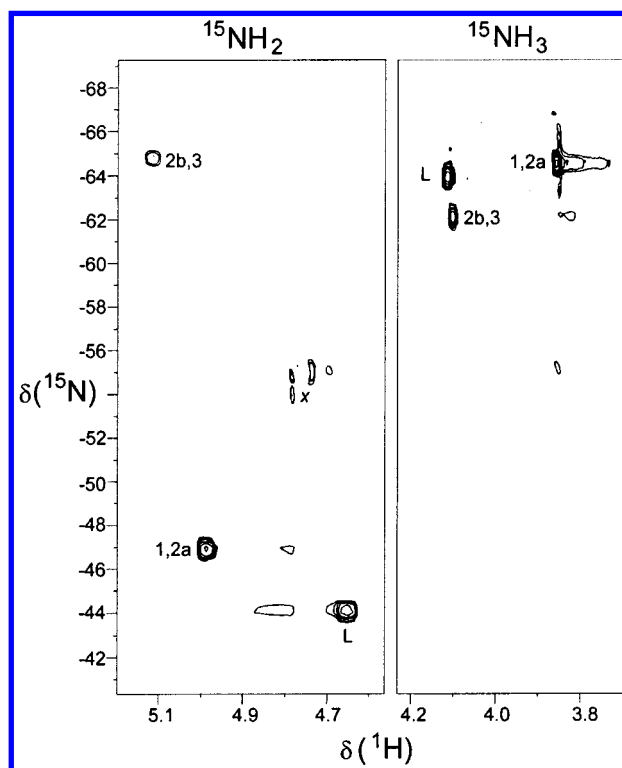 ¹⁵NH₂
¹⁵NH₃
-68
-66
-64
-62
-60
-58
-56
-54
-52
-50
-48
-46
-44
-42
δ(¹⁵N)
2b,3
x
1,2a
L
L
1,2a
2b,3
5.1
4.9
4.7
4.2
4.0
3.8
δ(¹H)